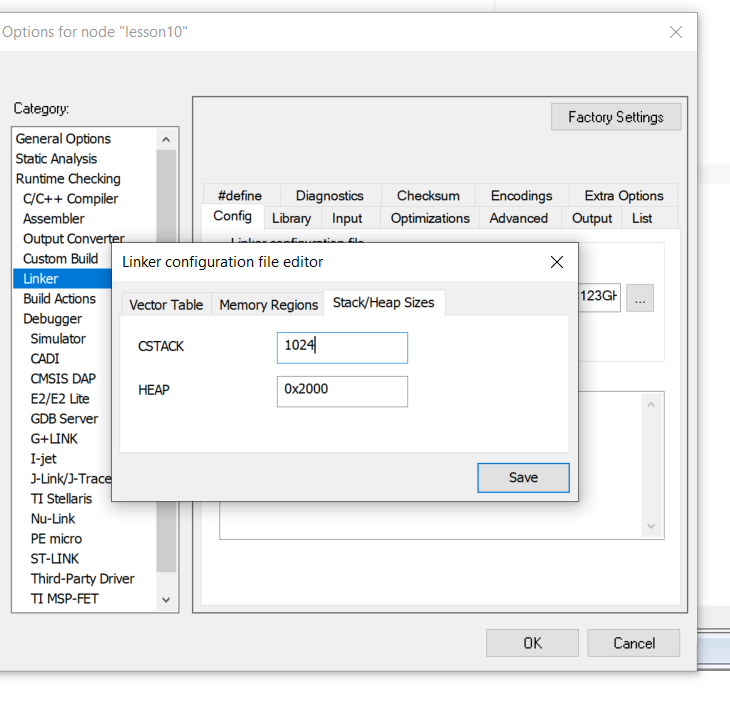 Options for node "lesson10"
Category:
Factory Settings
General Options
Static Analysis
Runtime Checking
C/C++ Compiler
Assembler
Output Converter
Custom Build
Linker
Build Actions
Debugger
Simulator
CADI
CMSIS DAP
E2/E2 Lite
GDB Server
G+LINK
I-jet
J-Link/J-Trace
TI Stellaris
Nu-Link
PE micro
ST-LINK
Third-Party Driver
TI MSP-FET
#define Diagnostics Checksum Encodings Extra Options
Config Library Input Optimizations Advanced Output List
Linker configuration file
Linker configuration file editor
Vector Table Memory Regions Stack/Heap Sizes
CSTACK 1024
HEAP 0x2000
Save
...
OK Cancel